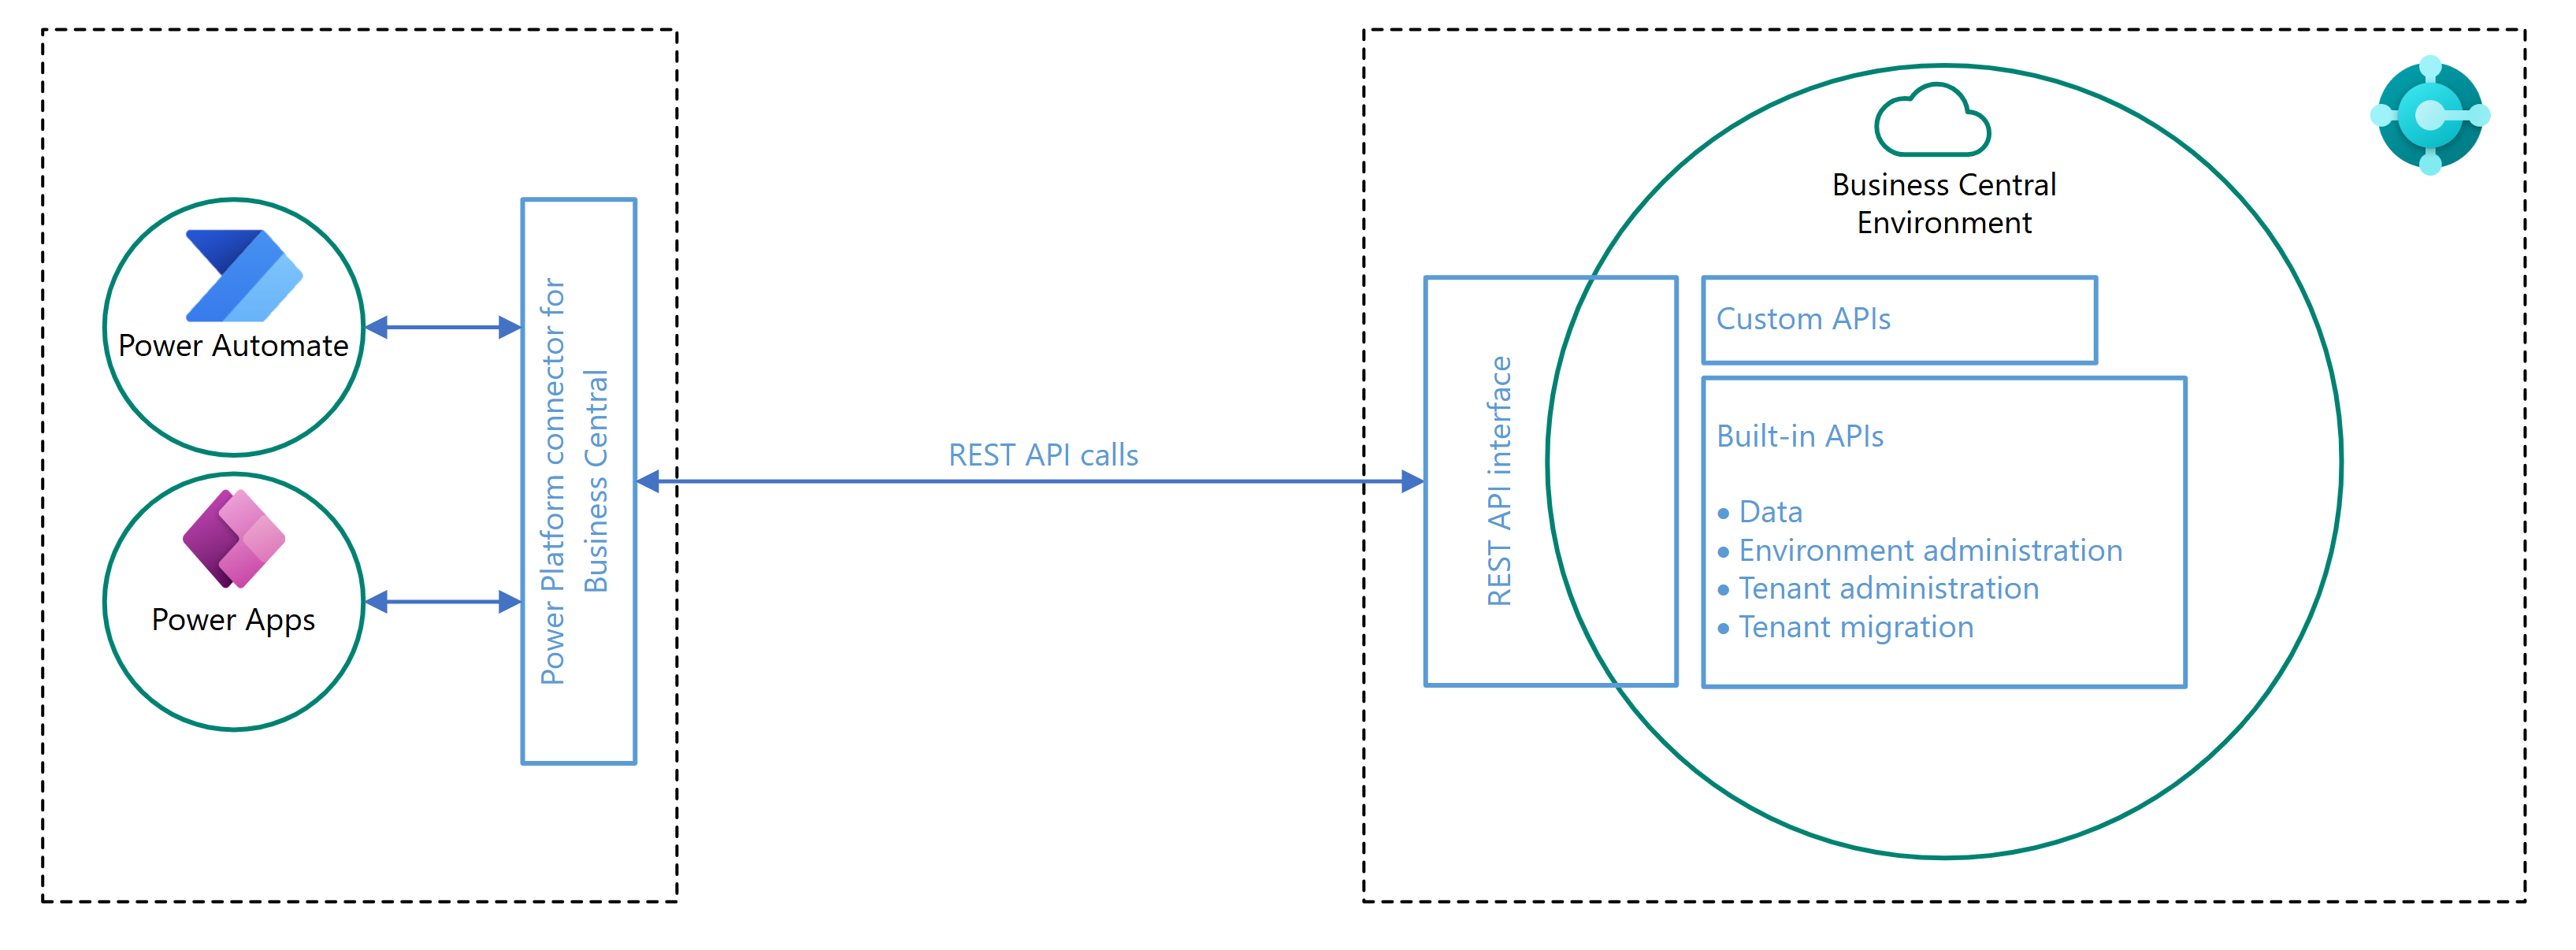 Power Automate
Power Apps
Power Platform connector for
Business Central
REST API calls
REST API interface
Business Central
Environment
Custom APIs
Built-in APIs
● Data
● Environment administration
● Tenant administration
● Tenant migration